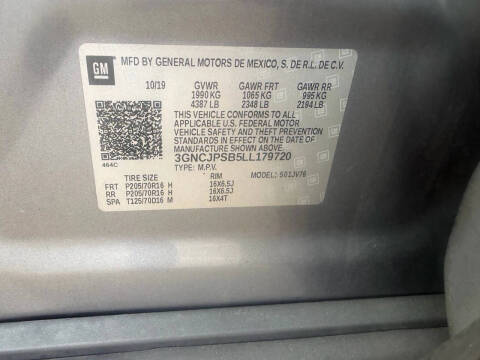 GM MFD BY GENERAL MOTORS DE MEXICO, S. DE R.L. DE C.V.
10/19 GVWR GAWR FRT GAWR RR
1990 KG 1065 KG 995 KG
4387 LB 2348 LB 2194 LB
THIS VEHICLE CONFORMS TO ALL
APPLICABLE U.S. FEDERAL MOTOR
VEHICLE SAFETY AND THEFT PREVENTION
STANDARDS IN EFFECT ON THE DATE OF
MANUFACTURE SHOWN ABOVE.
3GNCJPSB5LL179720
464C TYPE: M.P.V. MODEL: S01JV76
TIRE SIZE RIM
FRT P205/70R16 H 16X6.5J
RR P205/70R16 H 16X6.5J
SPA T125/70D16 M 16X4T